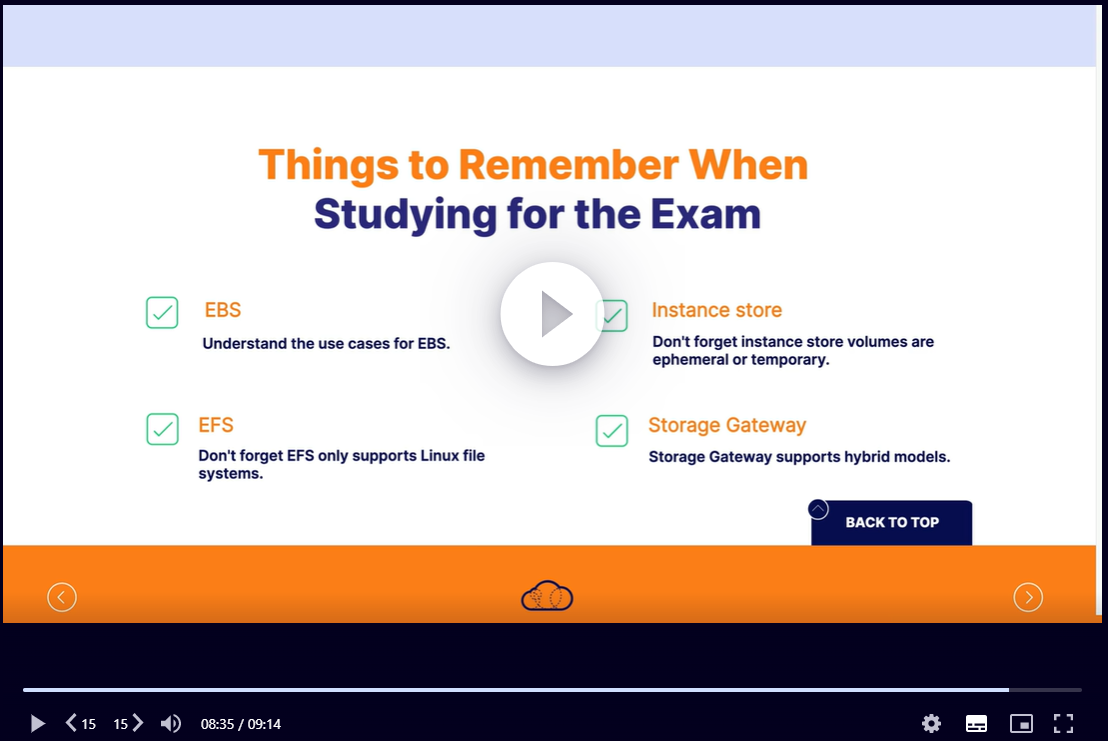 Things to Remember When
Studying for the Exam
EBS
Understand the use cases for EBS.
Instance store
Don't forget instance store volumes are
ephemeral or temporary.
EFS
Don't forget EFS only supports Linux file
systems.
Storage Gateway
Storage Gateway supports hybrid models.
BACK TO TOP
15
15
08:35 / 09:14